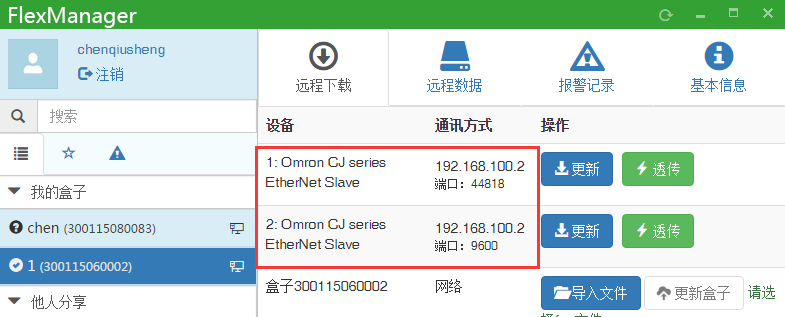 FlexManager
chenqiusheng
注销
搜索
我的盒子
chen (300115080083)
1 (300115060002)
他人分享
远程下载
远程数据
报警记录
基本信息
设备 通讯方式 操作
1: Omron CJ series
EtherNet Slave
192.168.100.2
端口：44818
更新 透传
2: Omron CJ series
EtherNet Slave
192.168.100.2
端口：9600
更新 透传
盒子300115060002 网络 导入文件 更新盒子 请选